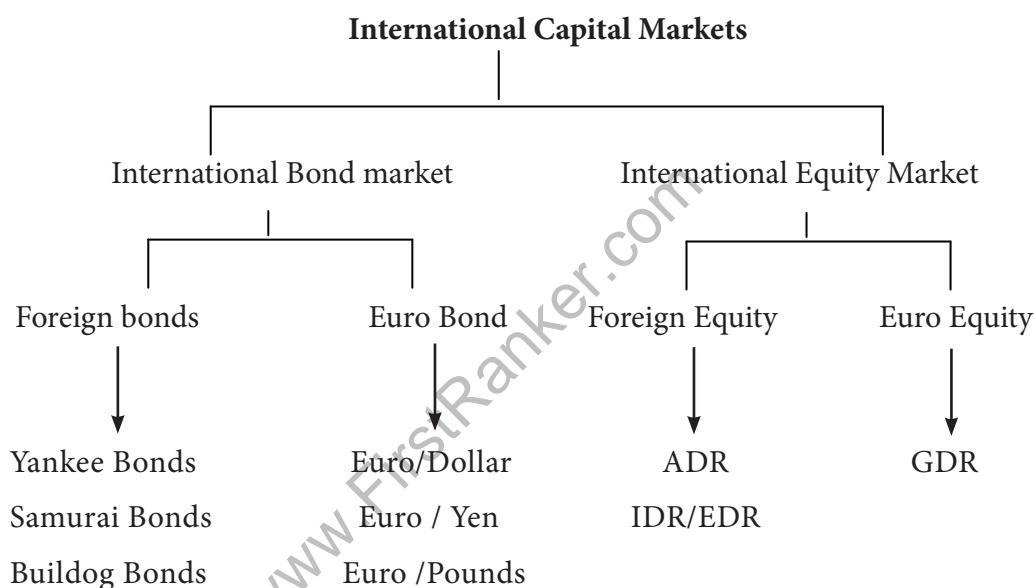 International Capital Markets
International Bond market International Equity Market
Foreign bonds Euro Bond Foreign Equity Euro Equity
Yankee Bonds Euro/Dollar ADR GDR
Samurai Bonds Euro / Yen IDR/EDR
Buildog Bonds Euro /Pounds
www.FirstRanker.com